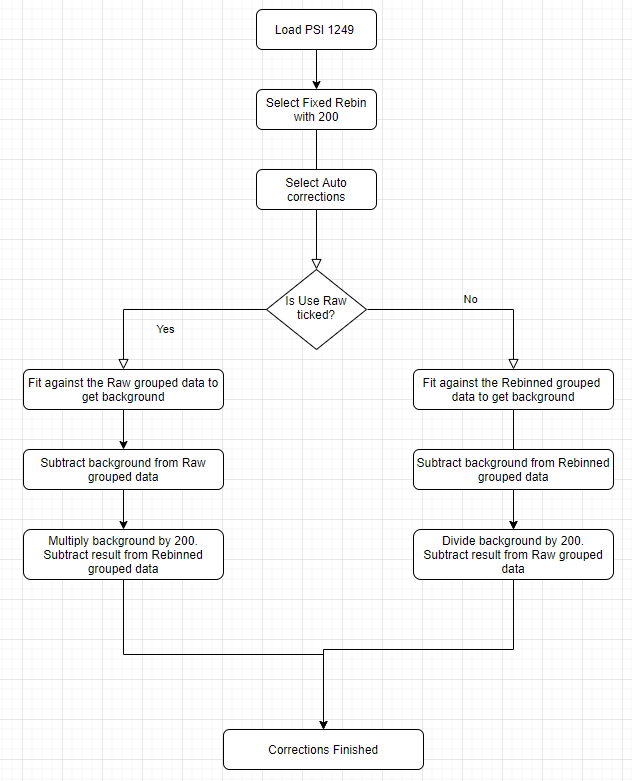 Load PSI 1249
Select Fixed Rebin
with 200
Select Auto
corrections
Is Use Raw
ticked?
Yes
No
Fit against the Raw grouped data to
get background
Subtract background from Raw
grouped data
Multiply background by 200.
Subtract result from Rebinned
grouped data
Fit against the Rebinned grouped
data to get background
Subtract background from Rebinned
grouped data
Divide background by 200.
Subtract result from Raw grouped
data
Corrections Finished